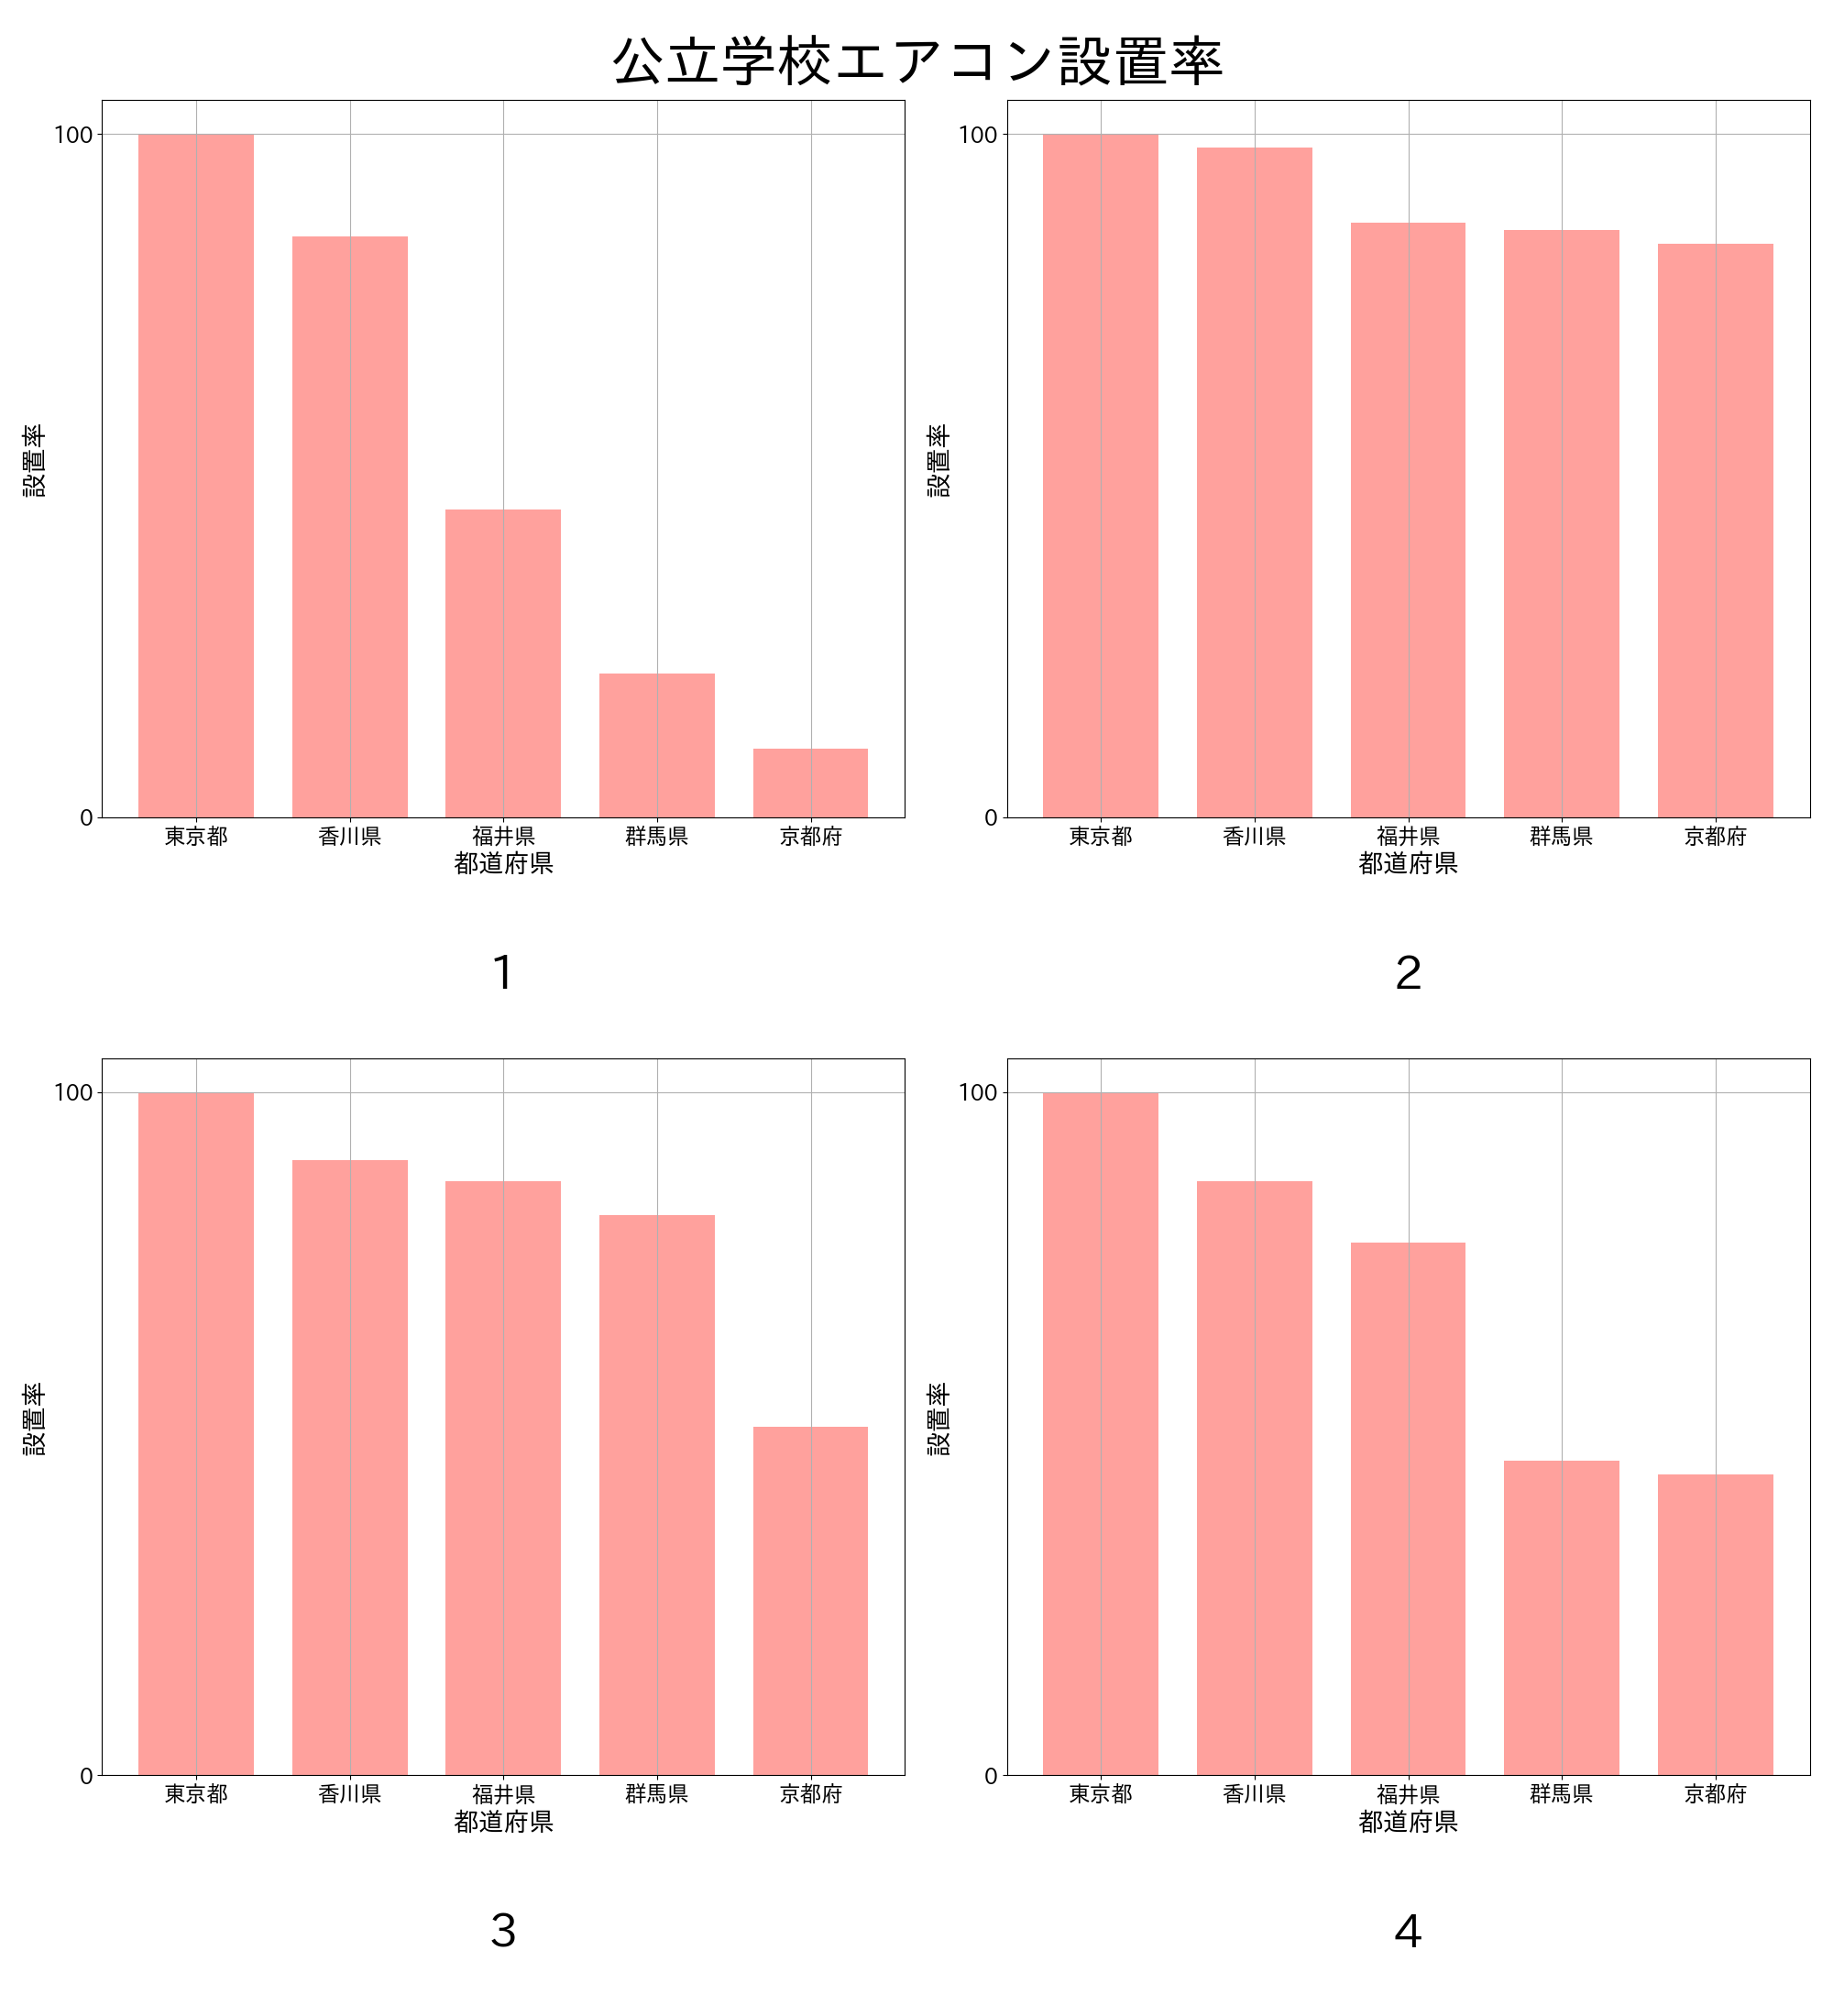 公立学校エアコン設置率
100
0
設置率
東京都 香川県 福井県 群馬県 京都府
都道府県
1
100
0
設置率
東京都 香川県 福井県 群馬県 京都府
都道府県
2
100
0
設置率
東京都 香川県 福井県 群馬県 京都府
都道府県
3
100
0
設置率
東京都 香川県 福井県 群馬県 京都府
都道府県
4